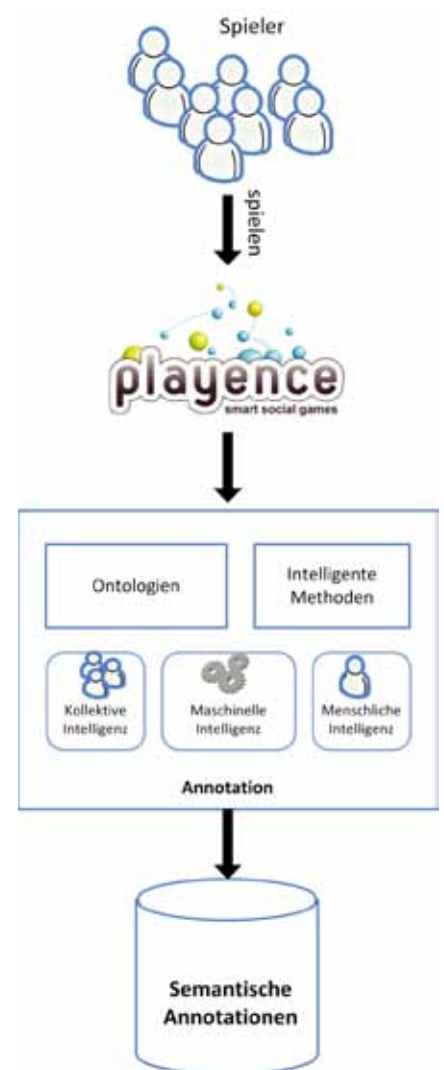 Spieler
spielen
playence
smart social games
Ontologien
Intelligente
Methoden
Kollektive
Intelligenz
Maschinelle
Intelligenz
Menschliche
Intelligenz
Annotation
Semantische
Annotationen